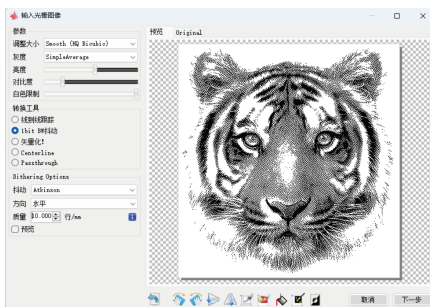 输入光栅图像
参数
调整大小 Smooth (HQ Bicubic)
灰度 SimpleAverage
亮度
对比度
白色限制
转换工具
线到线跟踪
1bit BW抖动
矢量化!
Centerline
Passthrough
Dithering Options
抖动 Atkinson
方向 水平
质量 10.000 行/mm
预览
预览 Original
取消 下一步